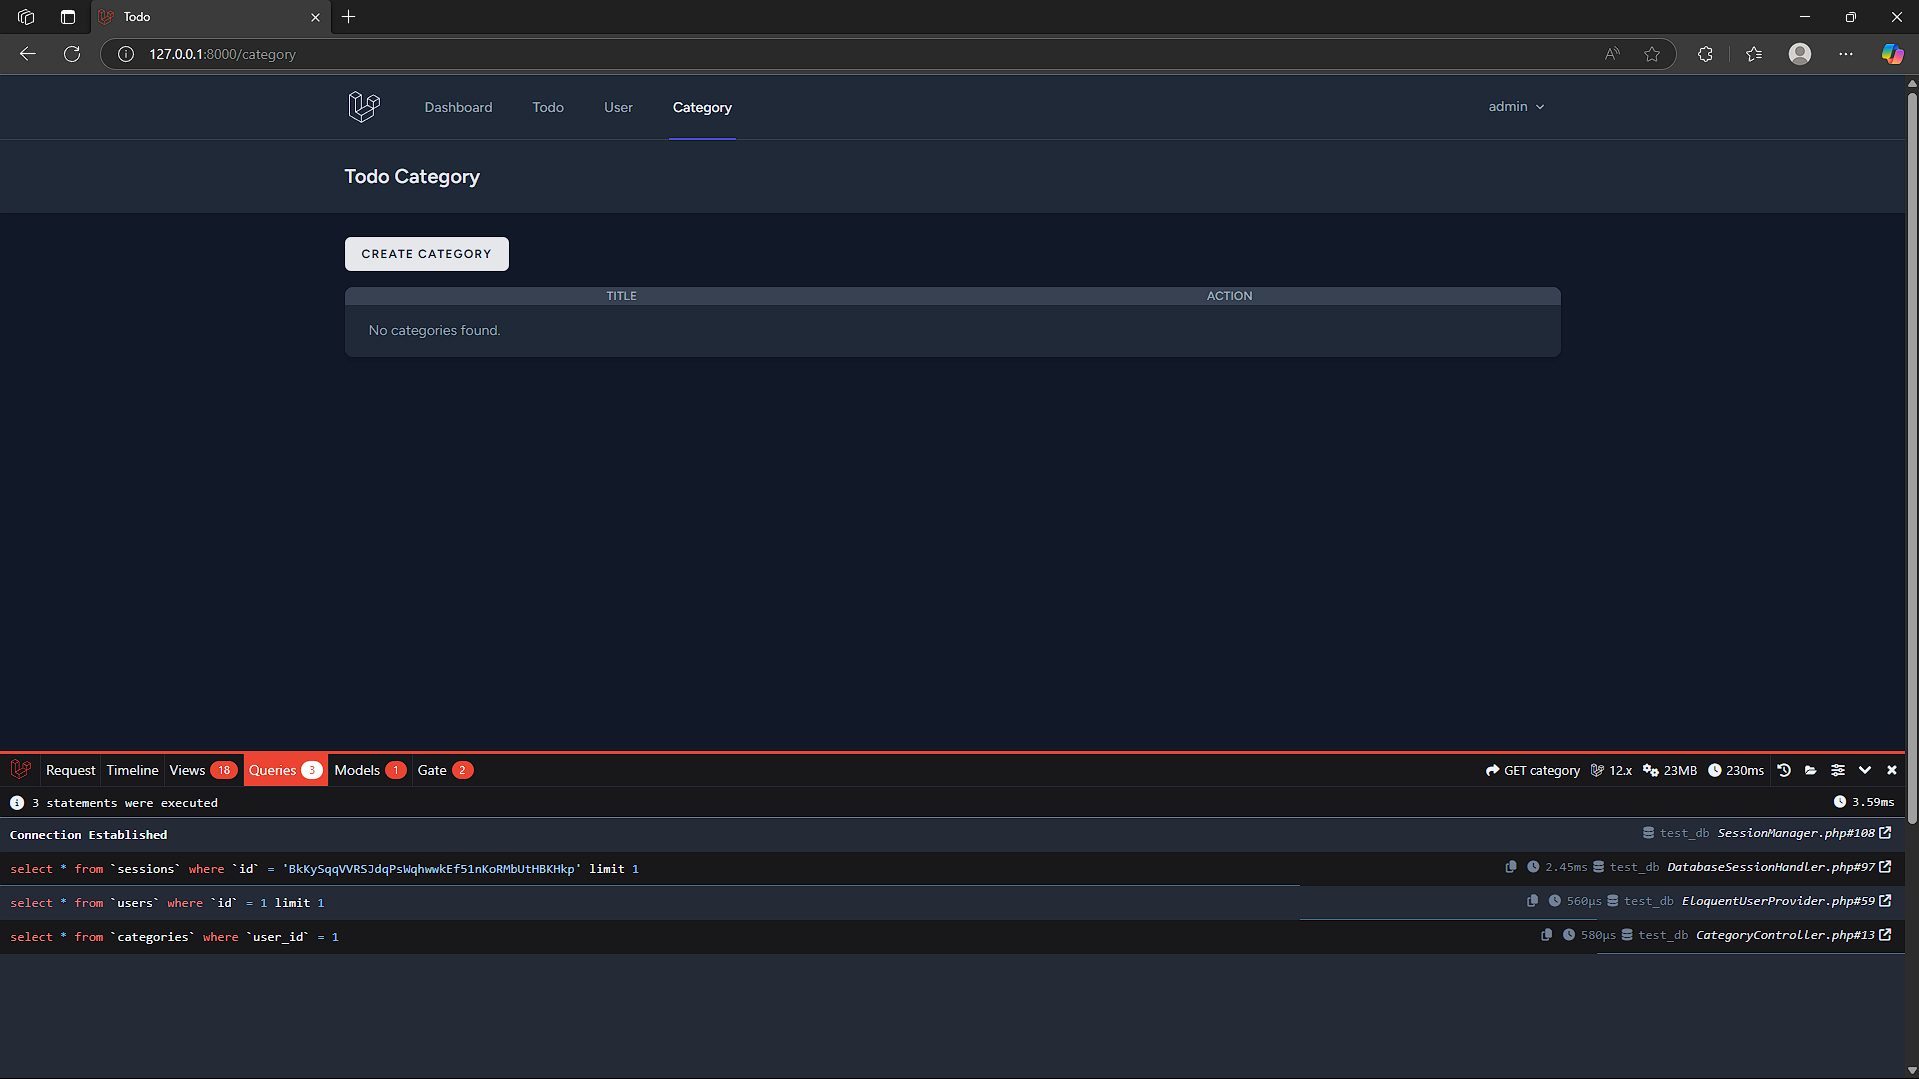 Todo
127.0.0.1:8000/category
Dashboard Todo User Category admin
Todo Category
CREATE CATEGORY
TITLE ACTION
No categories found.
Request Timeline Views 18 Queries 3 Models 1 Gate 2 GET category 12.x 23MB 230ms
3 statements were executed 3.59ms
Connection Established test_db SessionManager.php#108
select * from `sessions` where `id` = 'BkKySqqVVRSJdqPsWqhwwkEf51nKoRMbUtHBKHkp' limit 1 2.45ms test_db DatabaseSessionHandler.php#97
select * from `users` where `id` = 1 limit 1 560μs test_db EloquentUserProvider.php#59
select * from `categories` where `user_id` = 1 580μs test_db CategoryController.php#13